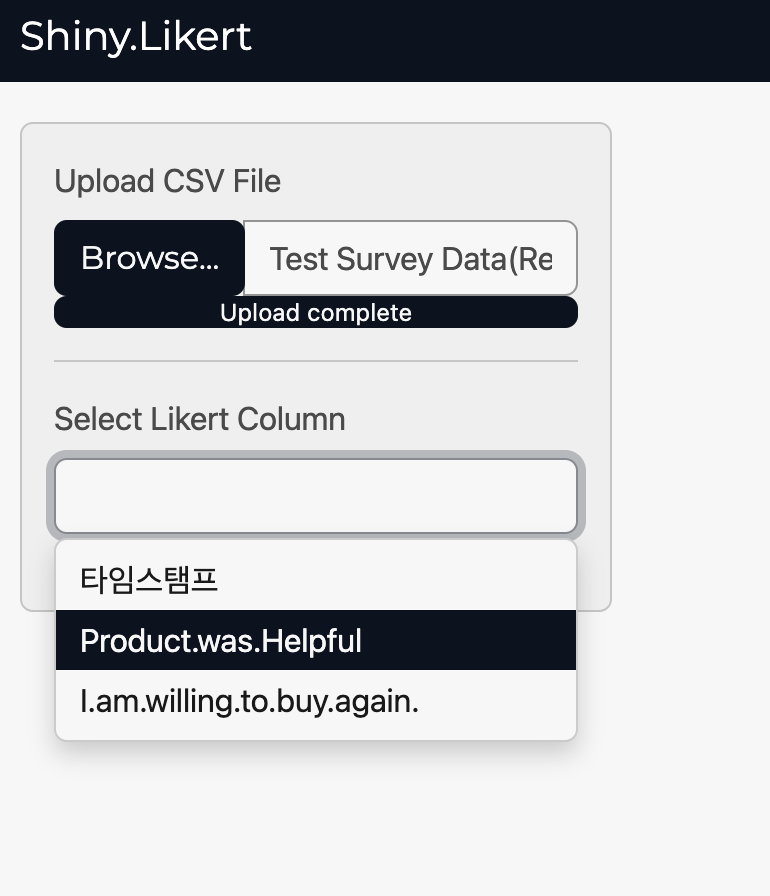 Shiny.Likert
Upload CSV File
Browse...
Test Survey Data(Re
Upload complete
Select Likert Column
타임스탬프
Product.was.Helpful
I.am.willing.to.buy.again.